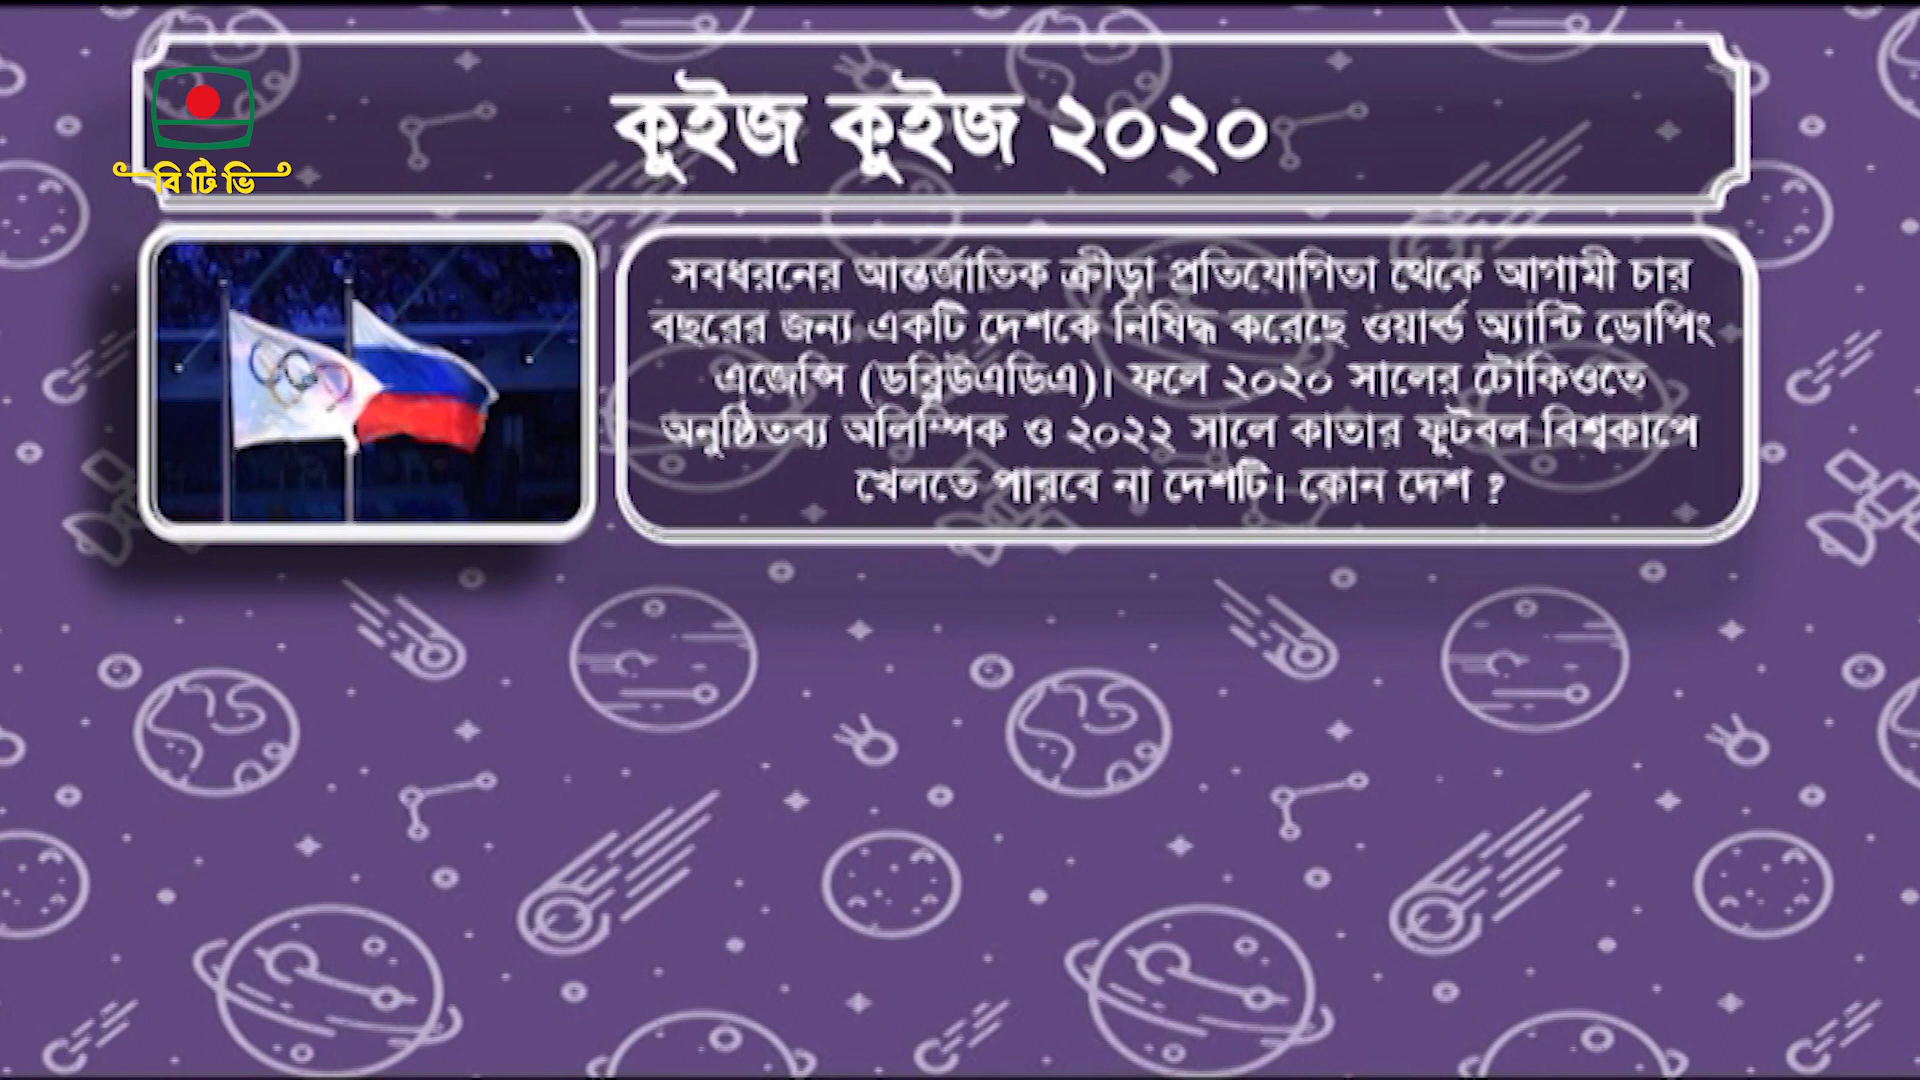 বি টি ভি
কূইজ কূইজ ২০২০
সবধরনের আন্তর্জাতিক ক্রীড়া প্রতিযোগিতা থেকে আগামী চার
বছরের জন্য একটি দেশকে নিষিদ্ধ করেছে ওয়ার্ল্ড অ্যান্টি ডোপিং
এজেন্সি (ডব্লিউএডিএ)। ফলে ২০২০ সালের টোকিওতে
অনুষ্ঠিতব্য অলিম্পিক ও ২০২২ সালে কাতার ফুটবল বিশ্বকাপে
খেলতে পারবে না দেশটি। কোন দেশ ?